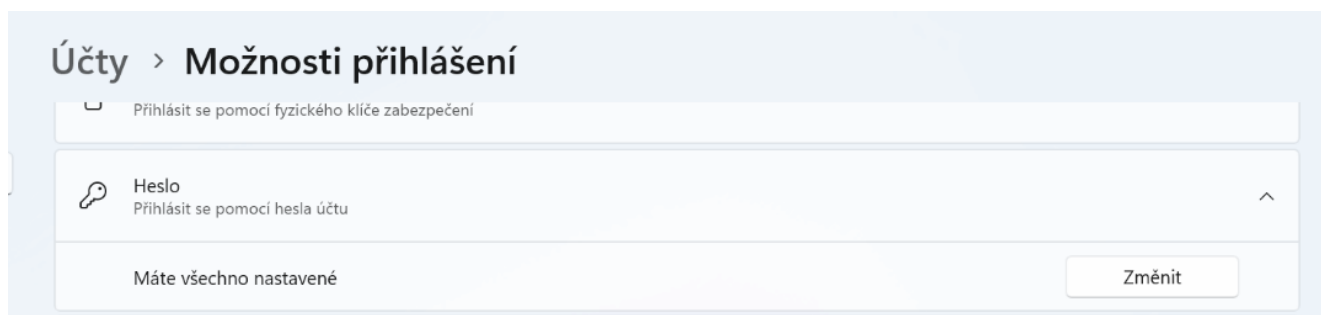 Účty > Možnosti přihlášení
Přihlásit se pomocí fyzického klíče zabezpečení
Heslo
Přihlásit se pomocí hesla účtu
Máte všechno nastavené
Změnit